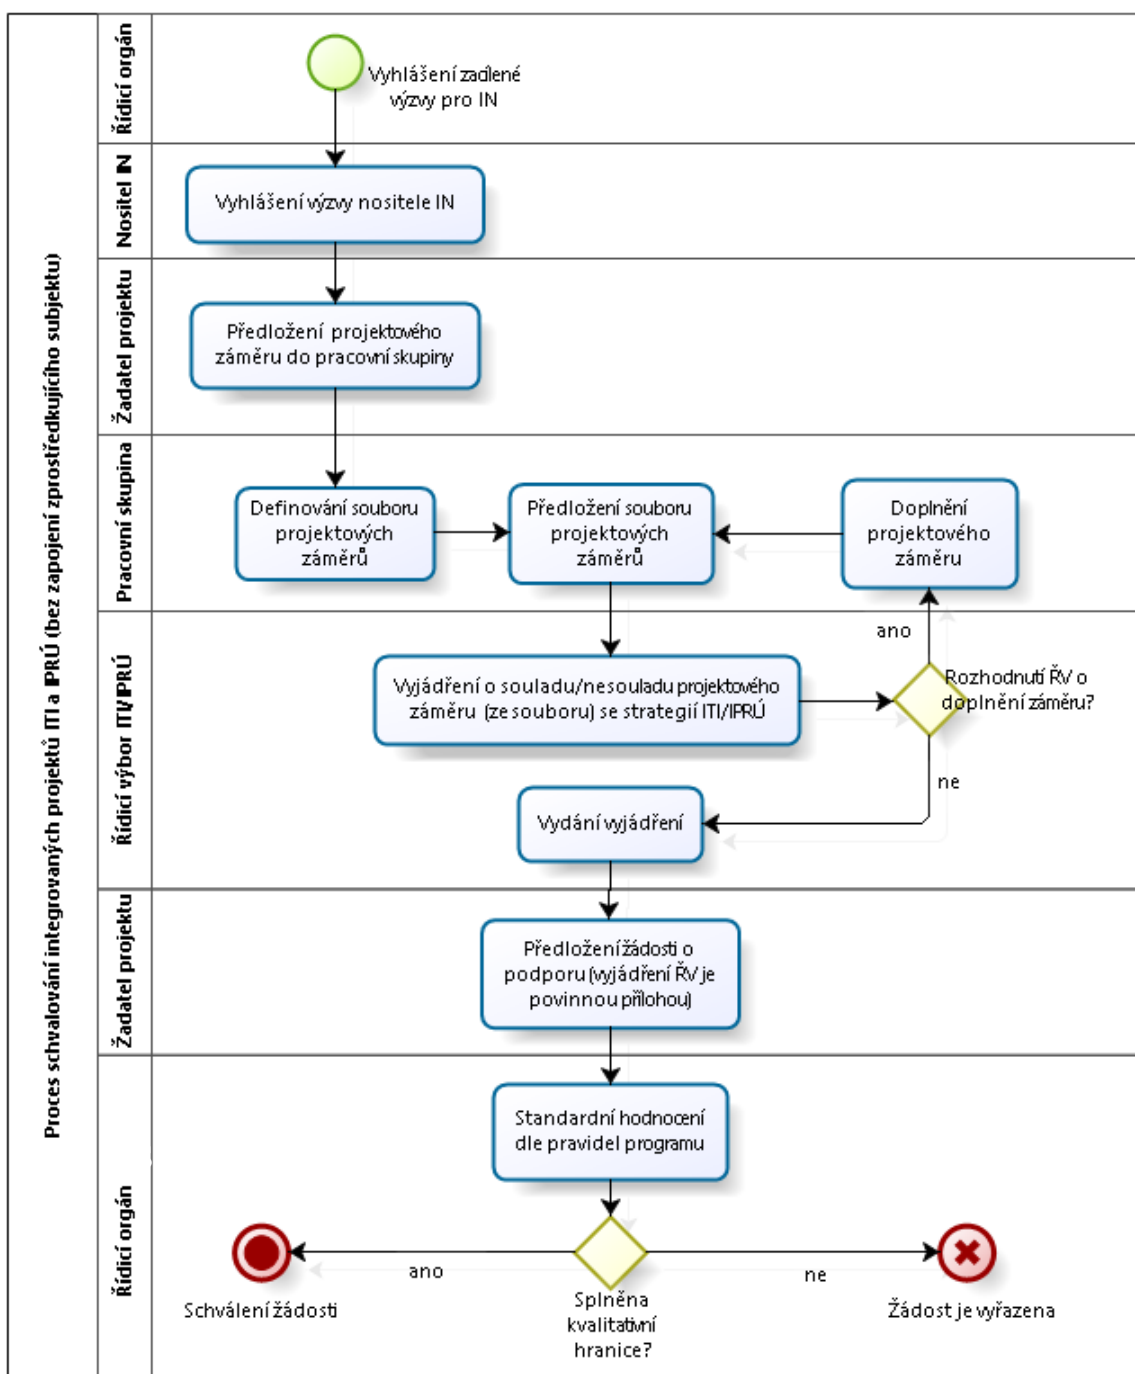 Proces schvalování integrovaných projektů ITI a IPRÚ (bez zapojení zprostředkujícího subjektu)
Řídicí orgán
Vyhlášení zacílené
výzvy pro IN
Nositel IN
Vyhlášení výzvy nositele IN
Žadatel projektu
Předložení projektového
záměru do pracovní skupiny
Pracovní skupina
Definování souboru
projektových
záměrů
Předložení souboru
projektových
záměrů
Doplnění
projektového
záměru
Řídicí výbor ITI/IPRÚ
ano
Vyjádření o souladu/nesouladu projektového
záměru (ze souboru) se strategií ITI/IPRÚ
Rozhodnutí ŘV o
doplnění záměru?
ne
Vydání vyjádření
Žadatel projektu
Předložení žádosti o
podporu (vyjádření ŘV je
povinnou přílohou)
Řídicí orgán
Standardní hodnocení
dle pravidel programu
ano
ne
Schválení žádosti
Splněna
kvalitativní
hranice?
Žádost je vyřazena